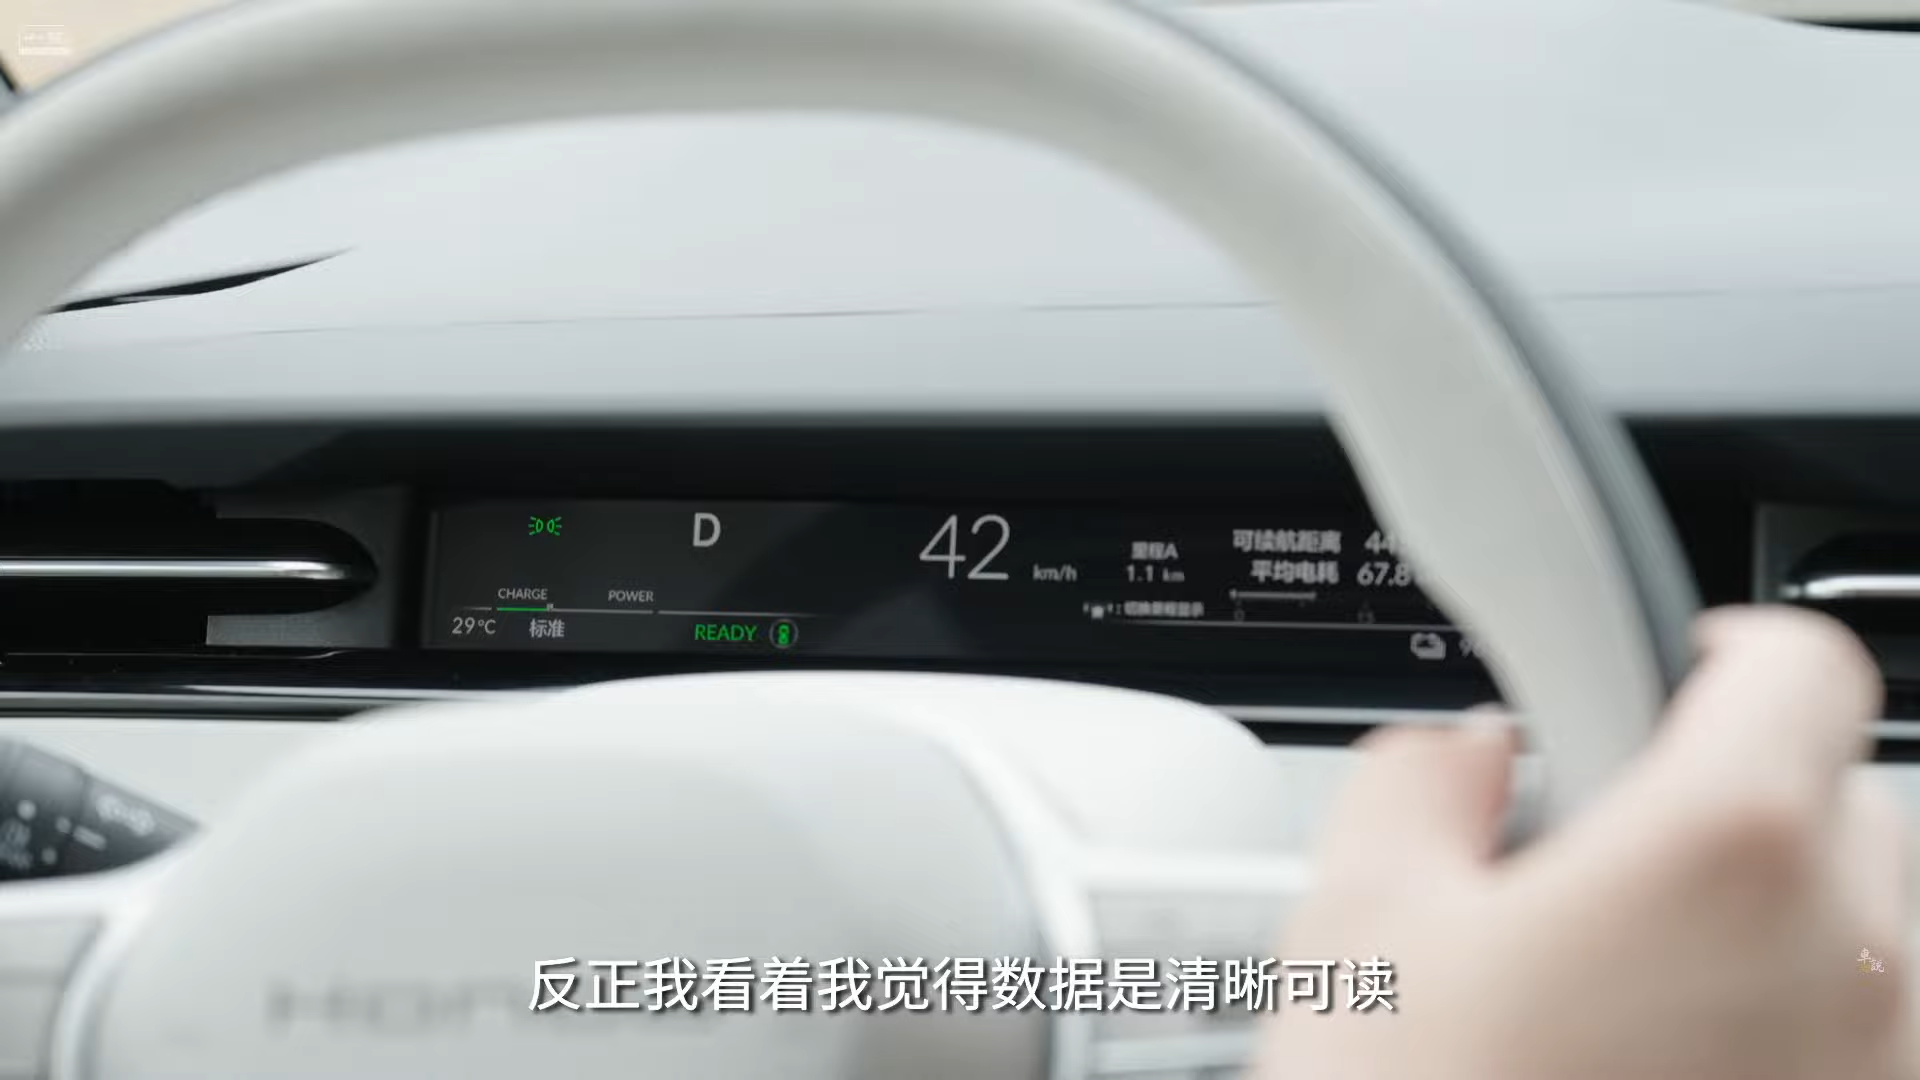 D
42 km/h
里程A
1.1 km
可续航距离
平均电耗 67.8
CHARGE POWER
29°C 标准
READY
反正我看着我觉得数据是清晰可读